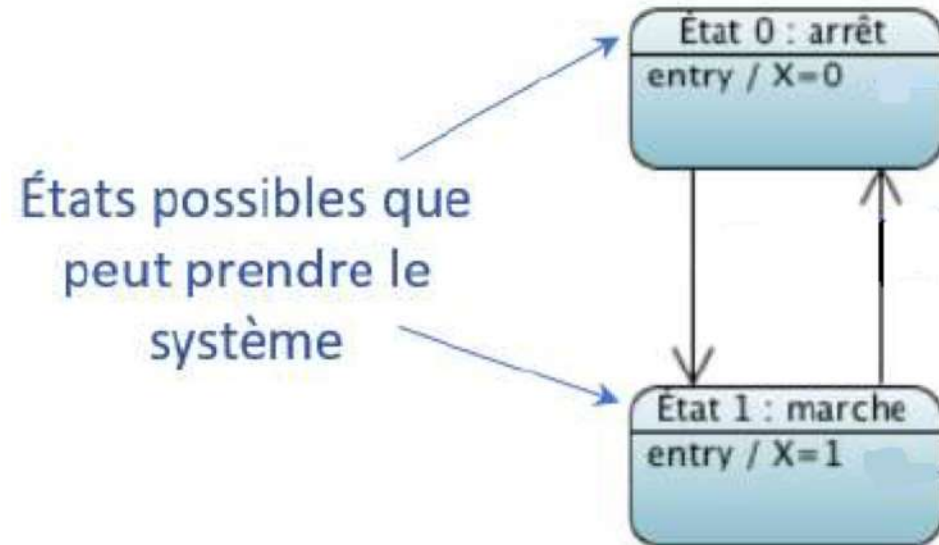 État 0 : arrêt
entry / X=0
États possibles que
peut prendre le
système
État 1 : marche
entry / X=1